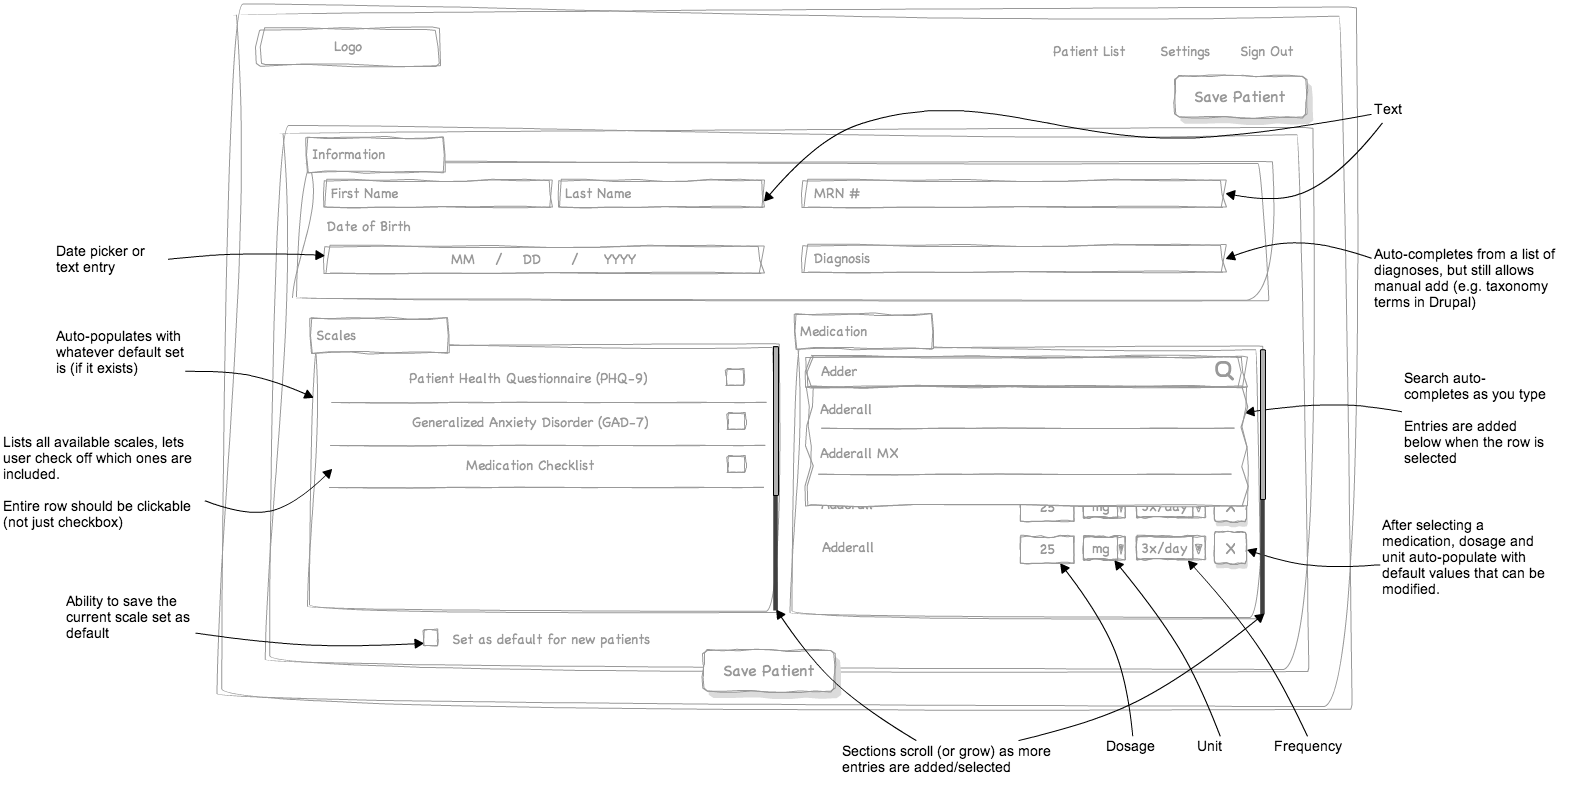 Logo
Patient List
Settings
Sign Out
Save Patient
Text
Information
First Name
Last Name
MRN #
Date of Birth
MM / DD / YYYY
Diagnosis
Date picker or
text entry
Auto-completes from a list of
diagnoses, but still allows
manual add (e.g. taxonomy
terms in Drupal)
Auto-populates with
whatever default set
is (if it exists)
Scales
Patient Health Questionnaire (PHQ-9)
Generalized Anxiety Disorder (GAD-7)
Medication Checklist
Lists all available scales, lets
user check off which ones are
included.
Entire row should be clickable
(not just checkbox)
Medication
Adder
Adderall
Adderall MX
Adderall
25
mg
3x/day
X
Adderall
25
mg
3x/day
X
Search auto-
completes as you type
Entries are added
below when the row is
selected
After selecting a
medication, dosage and
unit auto-populate with
default values that can be
modified.
Ability to save the
current scale set as
default
Set as default for new patients
Save Patient
Sections scroll (or grow) as more
entries are added/selected
Dosage
Unit
Frequency